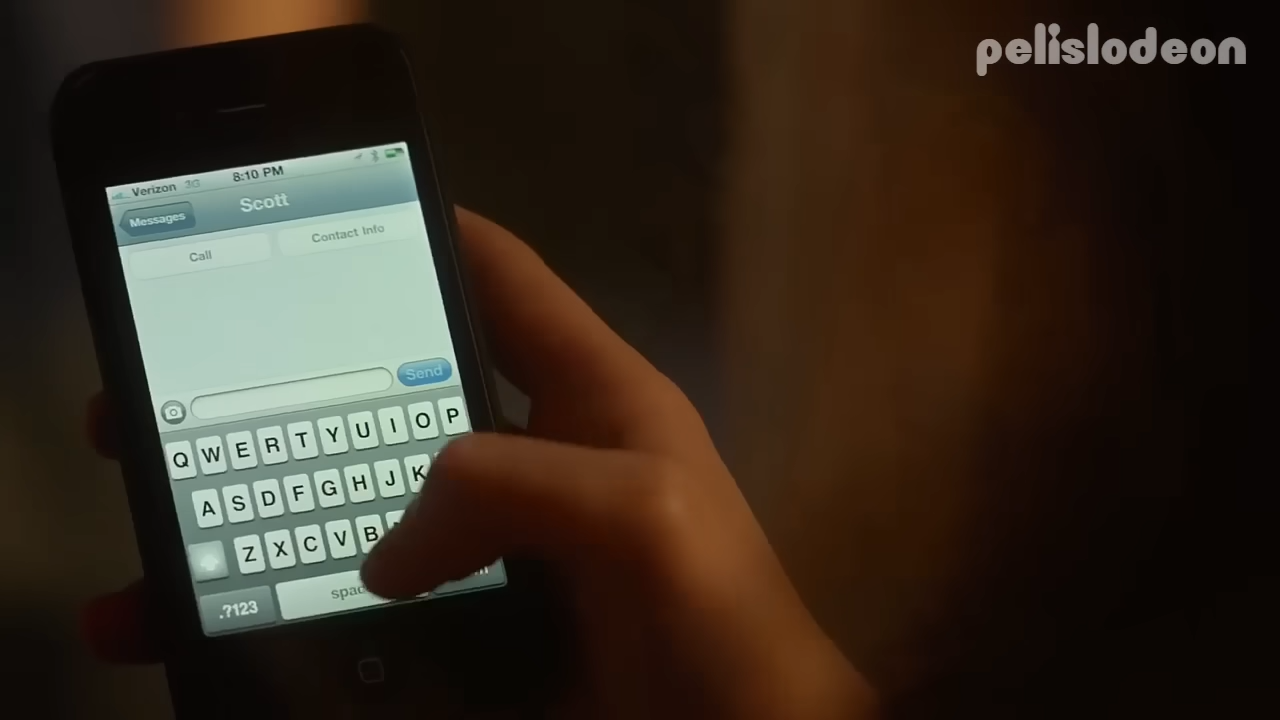 pelislodeon
Verizon 3G 8:10 PM
Messages Scott
Call Contact Info
Send
Q W E R T Y U I O P
A S D F G H J K
Z X C V B
.?123